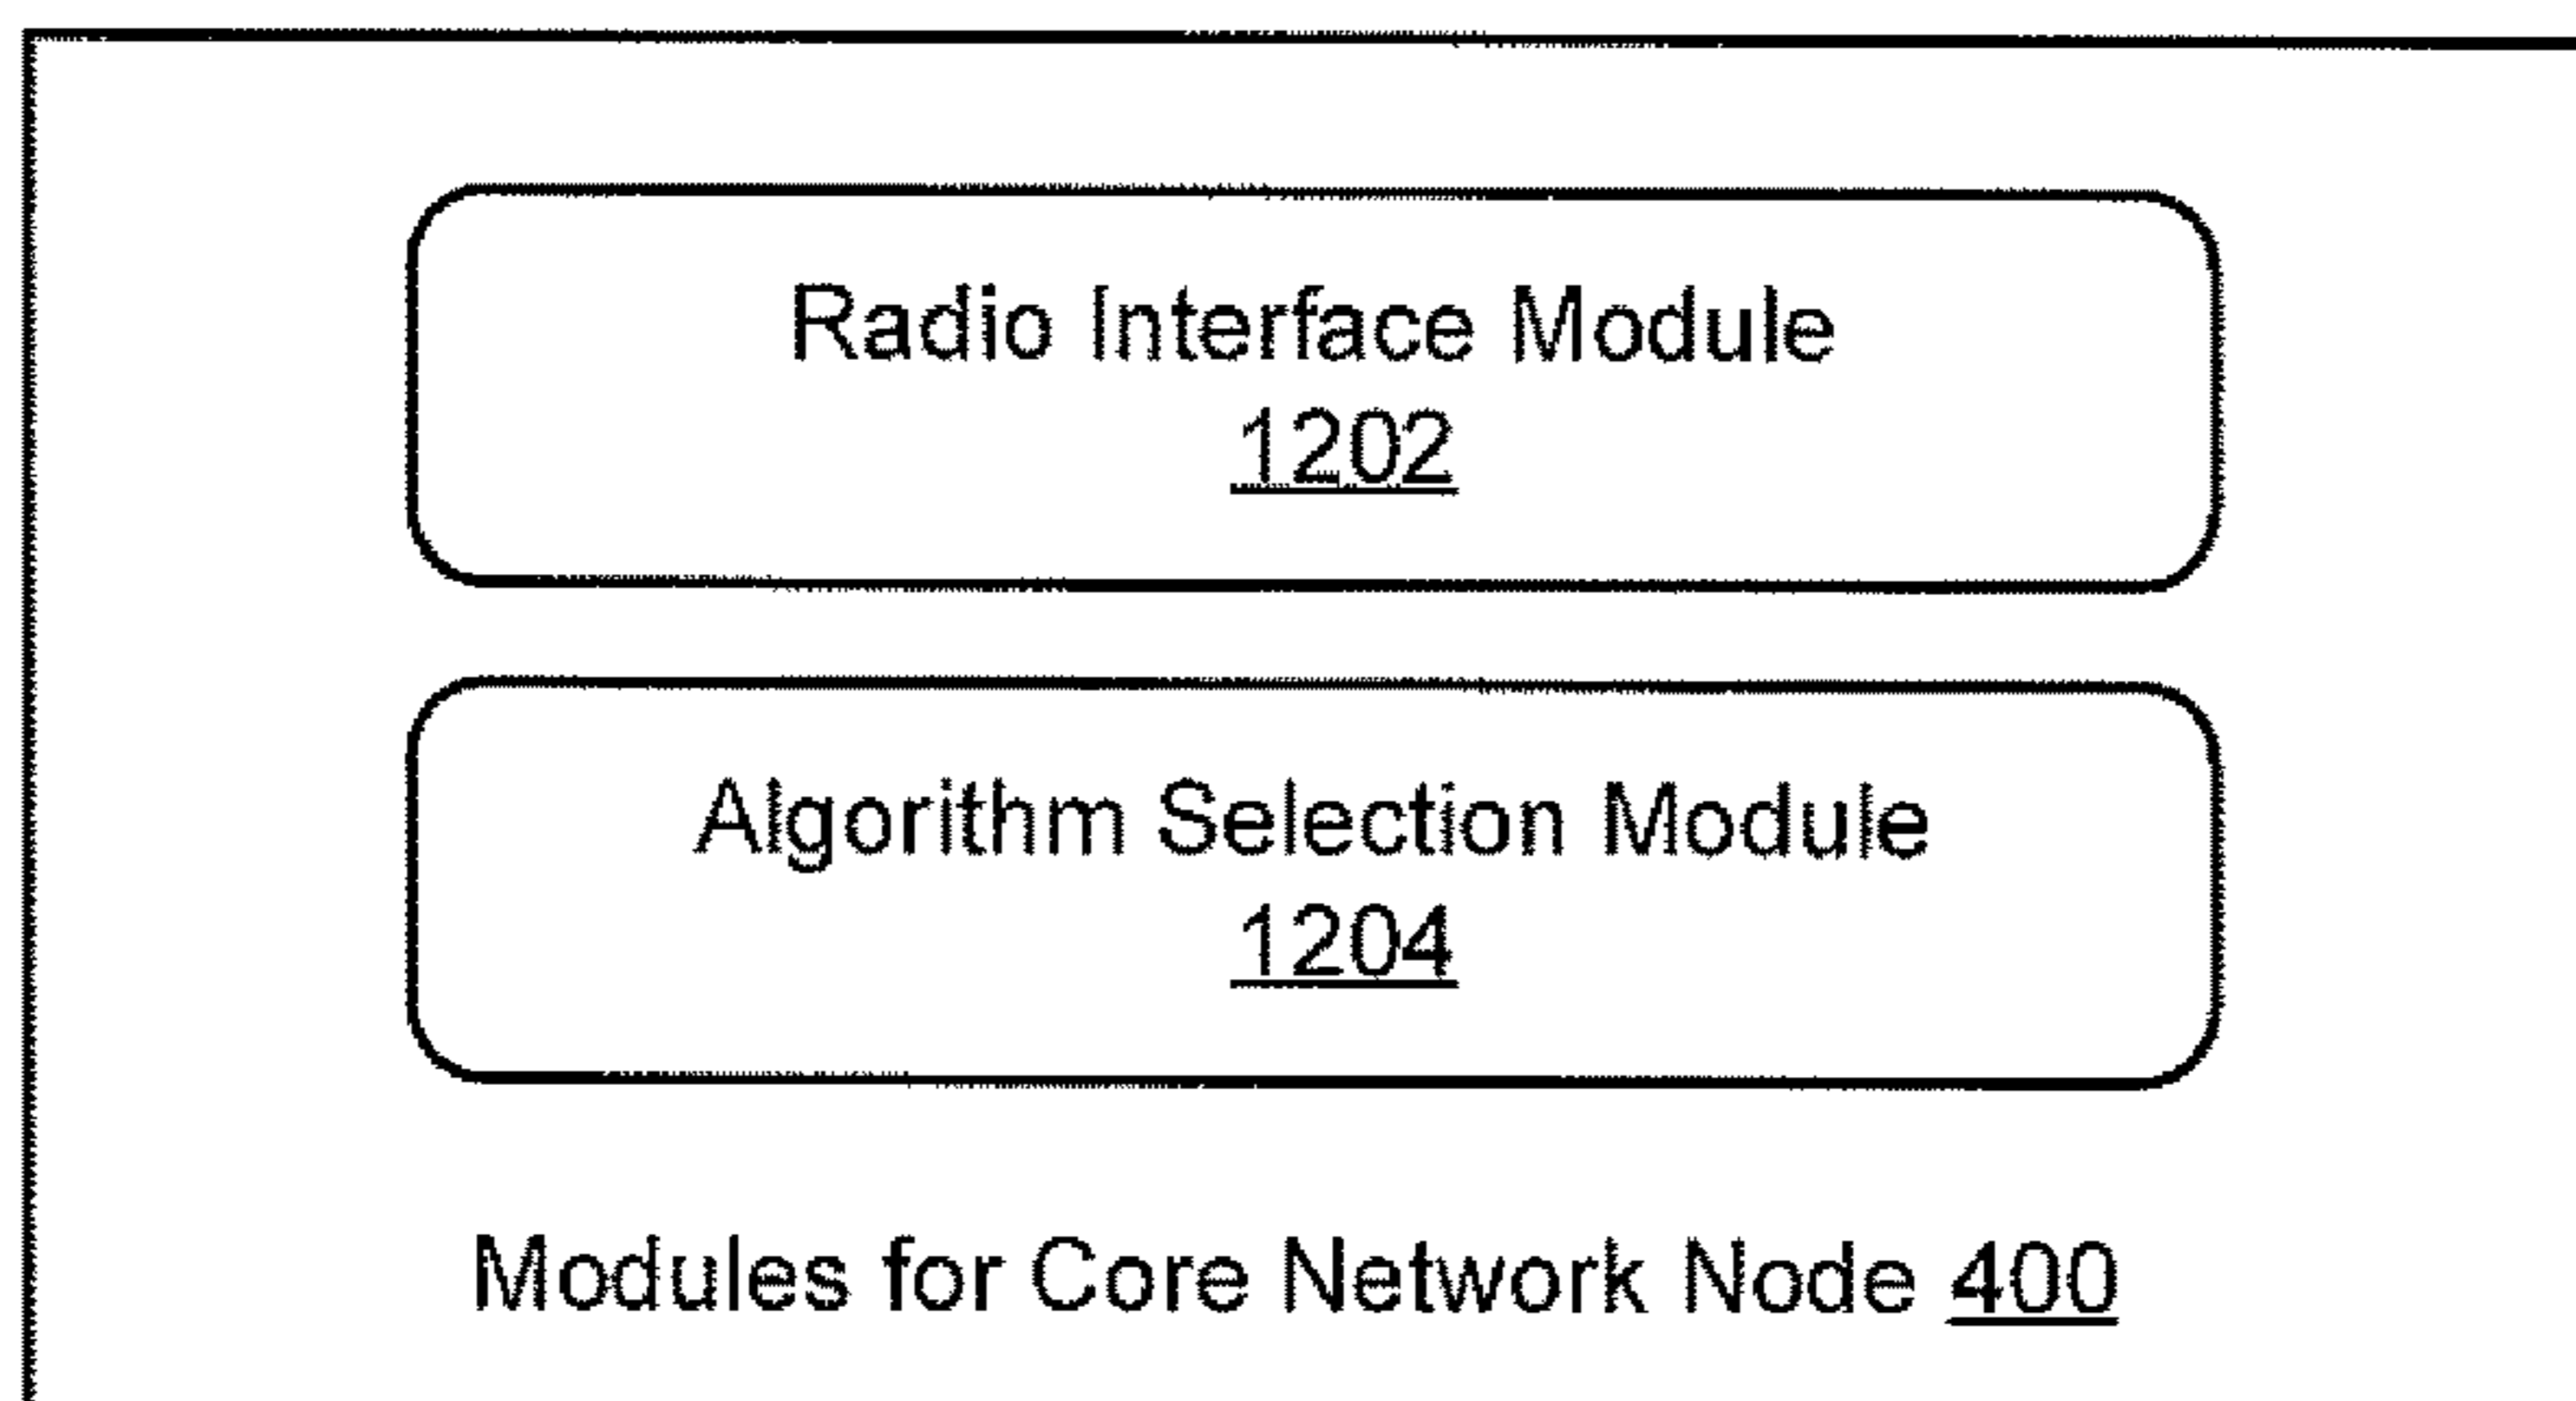 Radio Interface Module
1202
Algorithm Selection Module
1204
Modules for Core Network Node 400